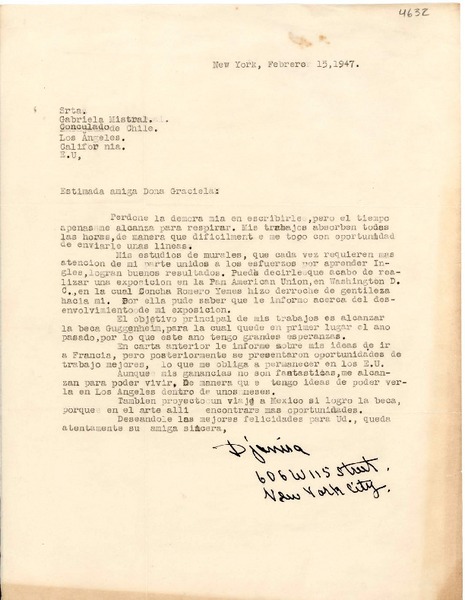 4632
New York, Febrero 15,1947.
Srta.
Gabriela Mistral.
Conculado de Chile.
Los Ángeles.
Califor nia.
E.U,
Estimada amiga Dona Graciela:
Perdone la demora mia en escribirle,pero el tiempo
apenasme alcanza para respirar. Mis trabajos absorben todas
las horas,de manera que dificilment e me topo con oportunidad
de enviarle unas lineas.
Mis estudios de murales, que cada vez requieren mas
atencion de mi parte unidos a los esfuerzos por aprender In-
gles,logran buenos resultados. Puedo decirlesque acabo de rea-
lizar una exposicion en la Pan American Union,en Washington D.
C.,en la cual Concha Romero Yemes hizo derroche de gentileza
hacia mi. Por ella pude saber que le informo acerca del des-
envolvimientode mi exposicion.
El objetivo principal de mis trabajos es alcanzar
la beca Guggenheim,para la cual quede en primer lugar el ano
pasado,por lo que este ano tengo grandes esperanzas.
En carta anterior le informe sobre mis ideas de ir
a Francia, pero posteriormente se presentaron oportunidades de
trabajo mejores, lo que me obliga a permanecer en los E.U.
Aunque mis ganancias no son fantasticas,me alcan-
zan para poder vivir. De manera que tengo ideas de poder ver-
la en Los Angeles dentro de unos meses.
Tambien proyecto un viaje a Mexico si logro la beca,
porque en el arte alli encontrare mas oportunidades.
Deseandole las mejores felicidades para Ud., queda
atentamente su amiga sincera,
Djanira
606 W 115 street.
New York City.